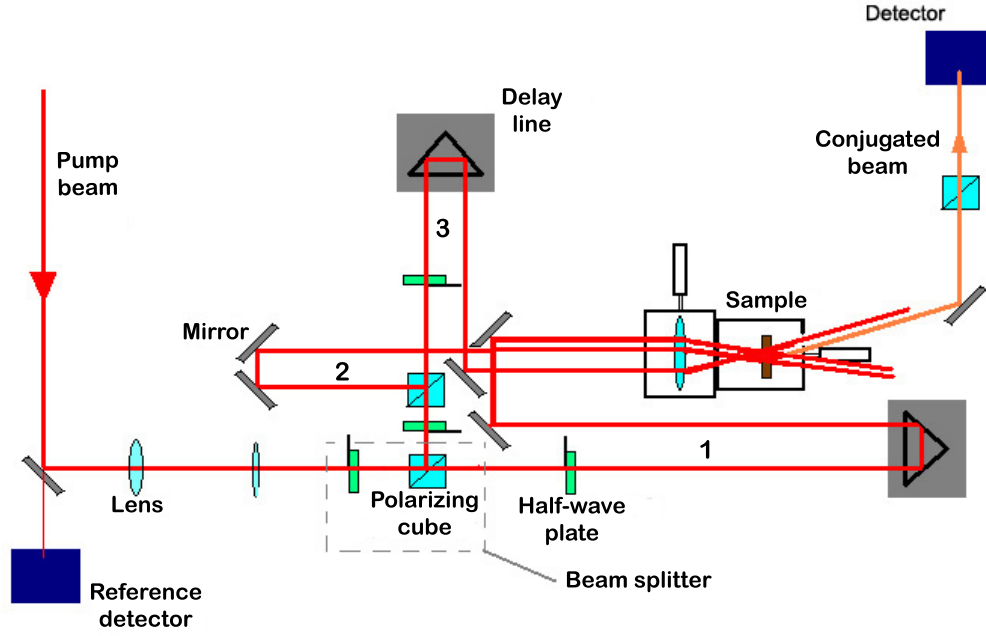 Detector
Delay
line
Pump
beam
Conjugated
beam
3
Sample
Mirror
2
1
Lens
Polarizing
cube
Half-wave
plate
Beam splitter
Reference
detector